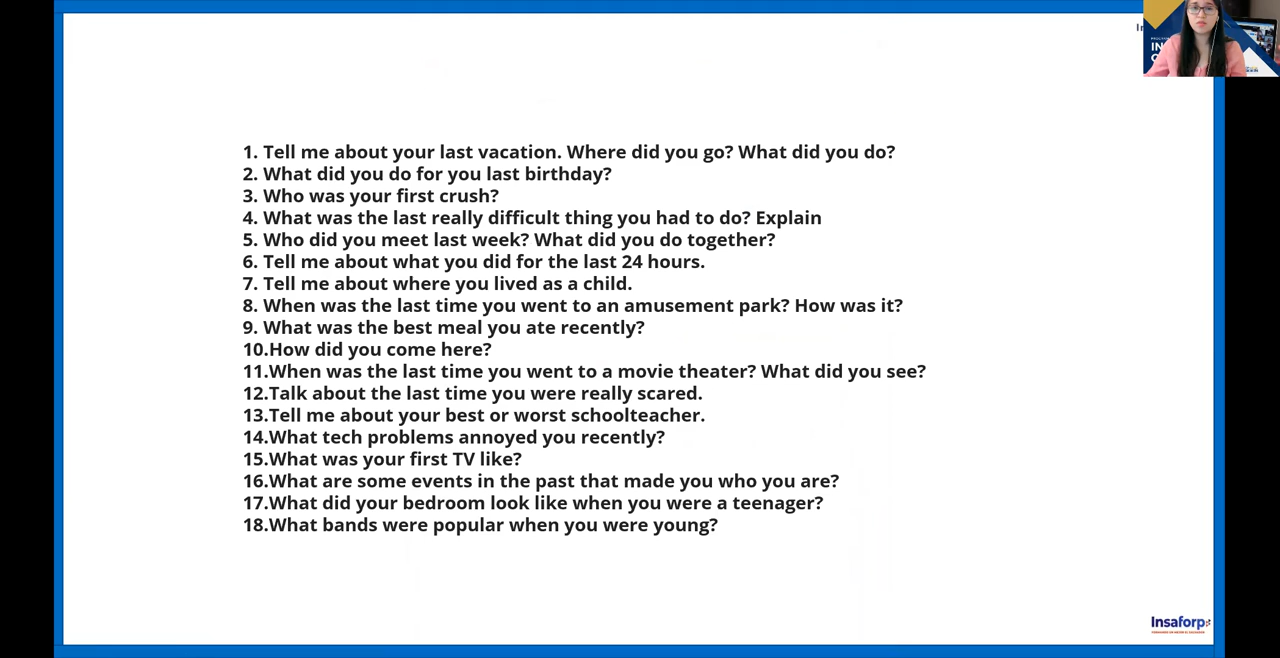 1. Tell me about your last vacation. Where did you go? What did you do?
2. What did you do for you last birthday?
3. Who was your first crush?
4. What was the last really difficult thing you had to do? Explain
5. Who did you meet last week? What did you do together?
6. Tell me about what you did for the last 24 hours.
7. Tell me about where you lived as a child.
8. When was the last time you went to an amusement park? How was it?
9. What was the best meal you ate recently?
10.How did you come here?
11.When was the last time you went to a movie theater? What did you see?
12.Talk about the last time you were really scared.
13.Tell me about your best or worst schoolteacher.
14.What tech problems annoyed you recently?
15.What was your first TV like?
16.What are some events in the past that made you who you are?
17.What did your bedroom look like when you were a teenager?
18.What bands were popular when you were young?
Insaforp